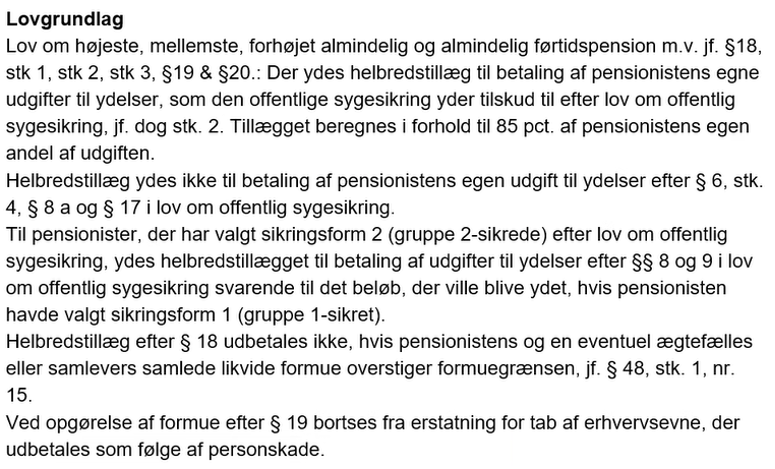 Lovgrundlag
Lov om højeste, mellemste, forhøjet almindelig og almindelig førtidspension m.v. jf. §18,
stk 1, stk 2, stk 3, §19 & §20.: Der ydes helbredstillæg til betaling af pensionistens egne
udgifter til ydelser, som den offentlige sygesikring yder tilskud til efter lov om offentlig
sygesikring, jf. dog stk. 2. Tillægget beregnes i forhold til 85 pct. af pensionistens egen
andel af udgiften.
Helbredstillæg ydes ikke til betaling af pensionistens egen udgift til ydelser efter § 6, stk.
4, § 8 a og § 17 i lov om offentlig sygesikring.
Til pensionister, der har valgt sikringsform 2 (gruppe 2-sikrede) efter lov om offentlig
sygesikring, ydes helbredstillægget til betaling af udgifter til ydelser efter §§ 8 og 9 i lov
om offentlig sygesikring svarende til det beløb, der ville blive ydet, hvis pensionisten
havde valgt sikringsform 1 (gruppe 1-sikret).
Helbredstillæg efter § 18 udbetales ikke, hvis pensionistens og en eventuel ægtefælles
eller samlevers samlede likvide formue overstiger formuegrænsen, jf. § 48, stk. 1, nr.
15.
Ved opgørelse af formue efter § 19 bortses fra erstatning for tab af erhvervsevne, der
udbetales som følge af personskade.